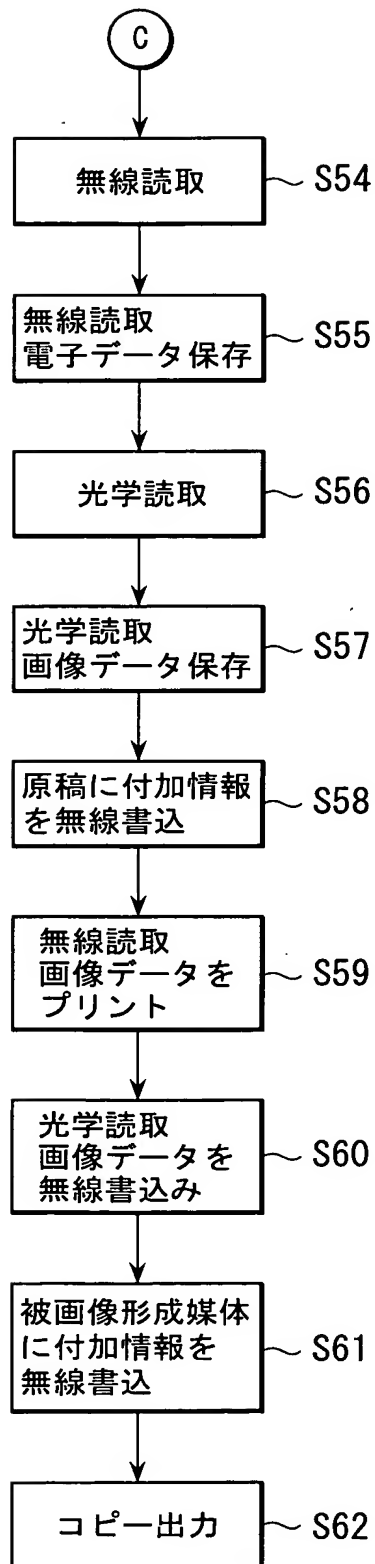 C
無線読取
S54
無線読取
電子データ保存
S55
光学読取
S56
光学読取
画像データ保存
S57
原稿に付加情報
を無線書込
S58
無線読取
画像データを
プリント
S59
光学読取
画像データを
無線書込み
S60
被画像形成媒体
に付加情報を
無線書込
S61
コピー出力
S62